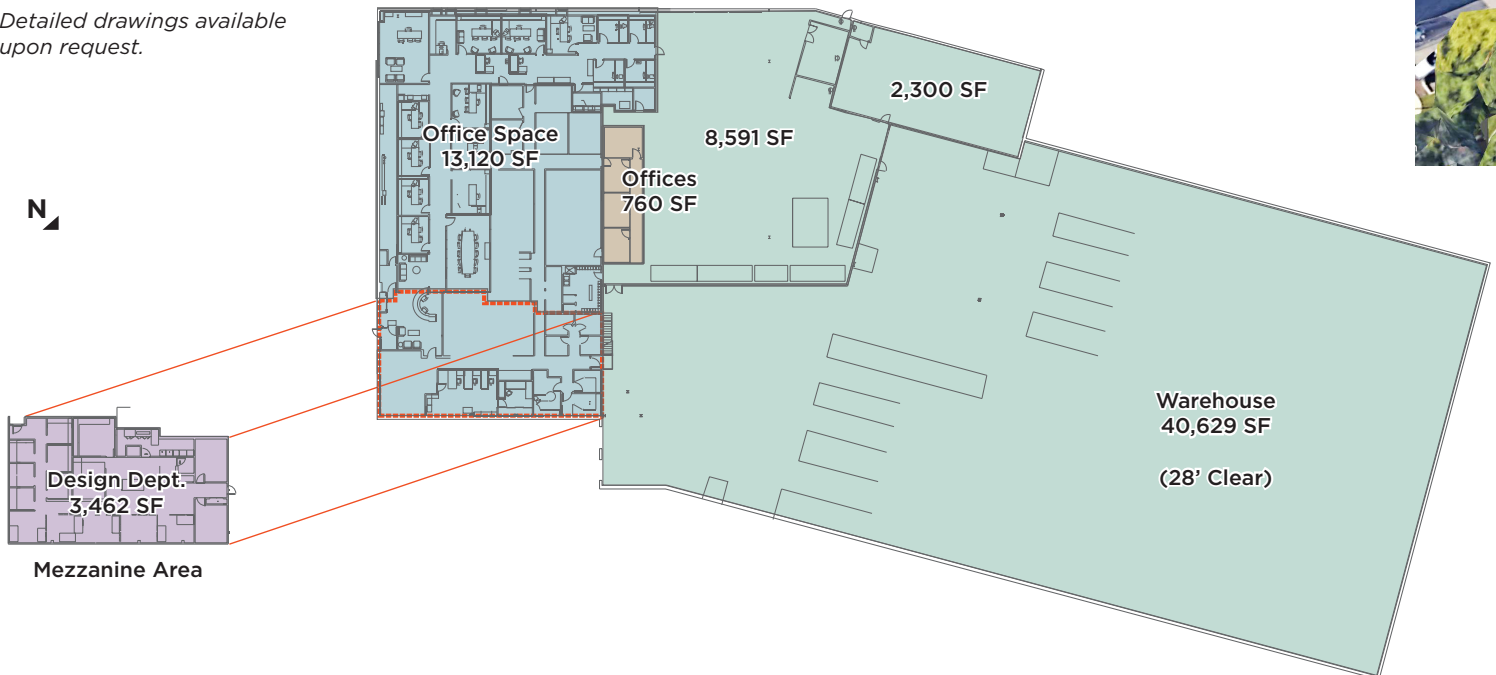 Detailed drawings available
upon request.
2,300 SF
Office Space
13,120 SF
8,591 SF
Offices
760 SF
N
Warehouse
40,629 SF
(28’ Clear)
Design Dept.
3,462 SF
Mezzanine Area